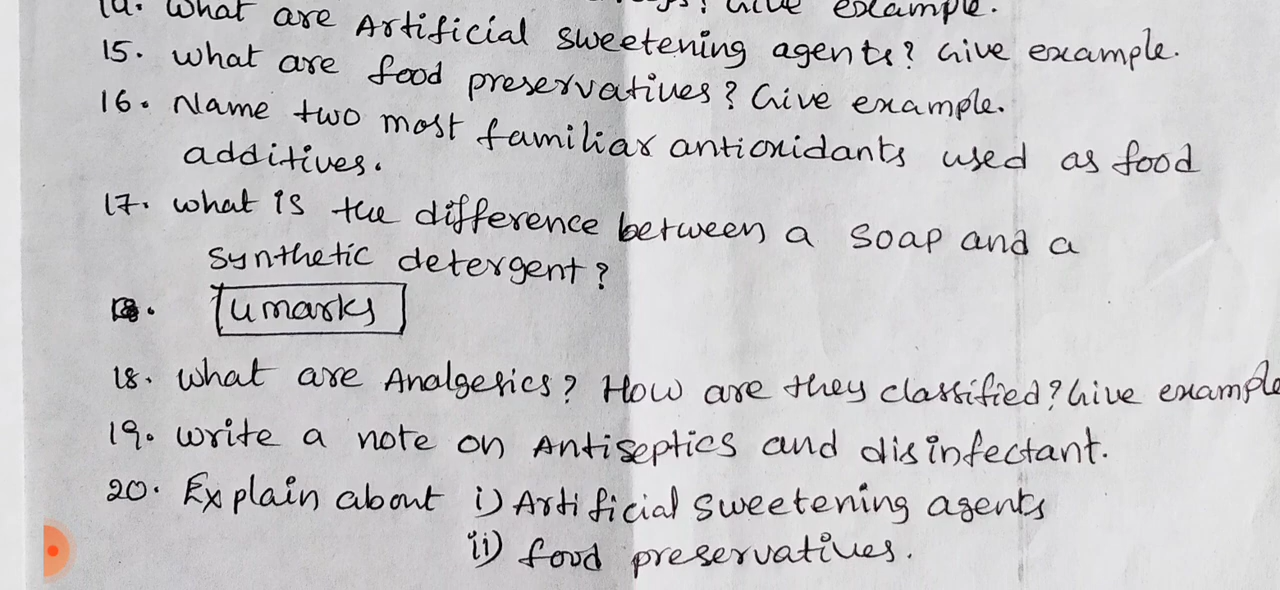 14. What are Artificial sweetening agents? Give example.
15. what are food preservatives? Give example.
16. Name two most familiar antioxidants used as food
additives.
17. what is the difference between a soap and a
synthetic detergent?
4 marks
18. what are Analgesics? How are they classified? Give example
19. write a note on Antiseptics and disinfectant.
20. Explain about i) Artificial sweetening agents
ii) food preservatives.